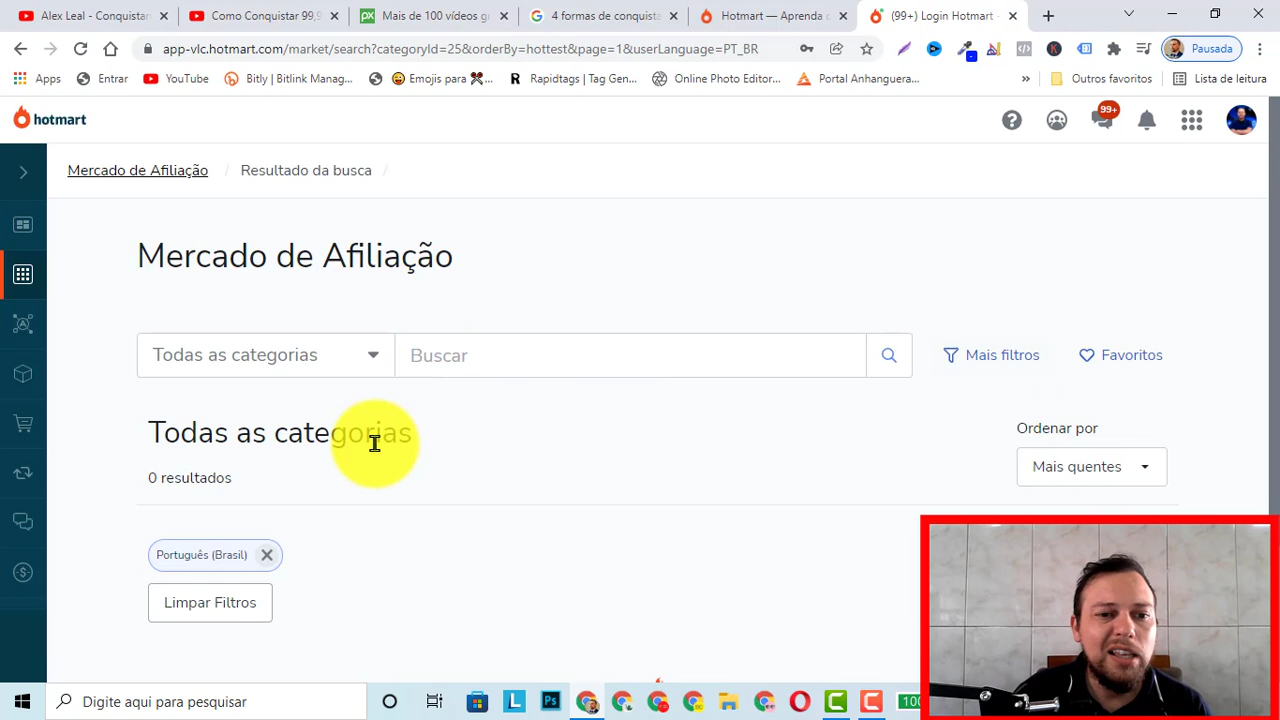 Alex Leal - Conquistar
Como Conquistar 99,9
Mais de 100 vídeos gr
4 formas de conquista
Hotmart — Aprenda c
(99+) Login Hotmart -
app-vlc.hotmart.com/market/search?categoryId=25&orderBy=hottest&page=1&userLanguage=PT_BR
Pausada
Apps
Entrar
YouTube
Bitly | Bitlink Manag...
Emojis para
Rapidtags | Tag Gen...
Online Photo Editor...
Portal Anhanguera...
»
Outros favoritos
Lista de leitura
hotmart
99+
Mercado de Afiliação / Resultado da busca /
Mercado de Afiliação
Todas as categorias
Buscar
Mais filtros
Favoritos
Todas as categorias
Ordenar por
0 resultados
Mais quentes
Português (Brasil)
Limpar Filtros
Digite aqui para pesquisar
L
Ps
100